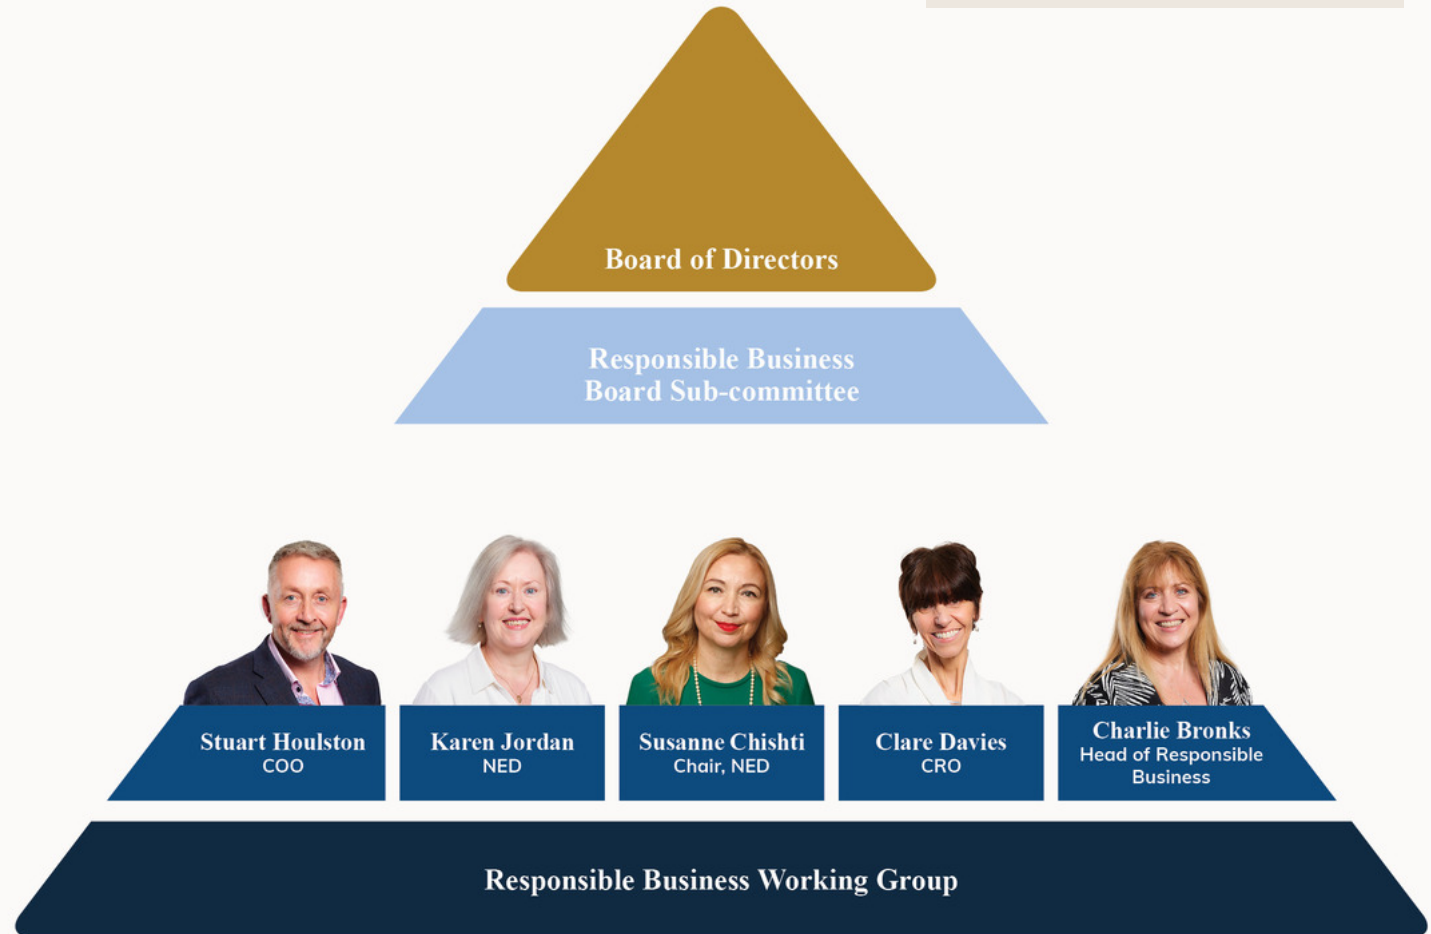 Board of Directors
Responsible Business
Board Sub-committee
Stuart Houlston
COO
Karen Jordan
NED
Susanne Chishti
Chair, NED
Clare Davies
CRO
Charlie Bronks
Head of Responsible
Business
Responsible Business Working Group